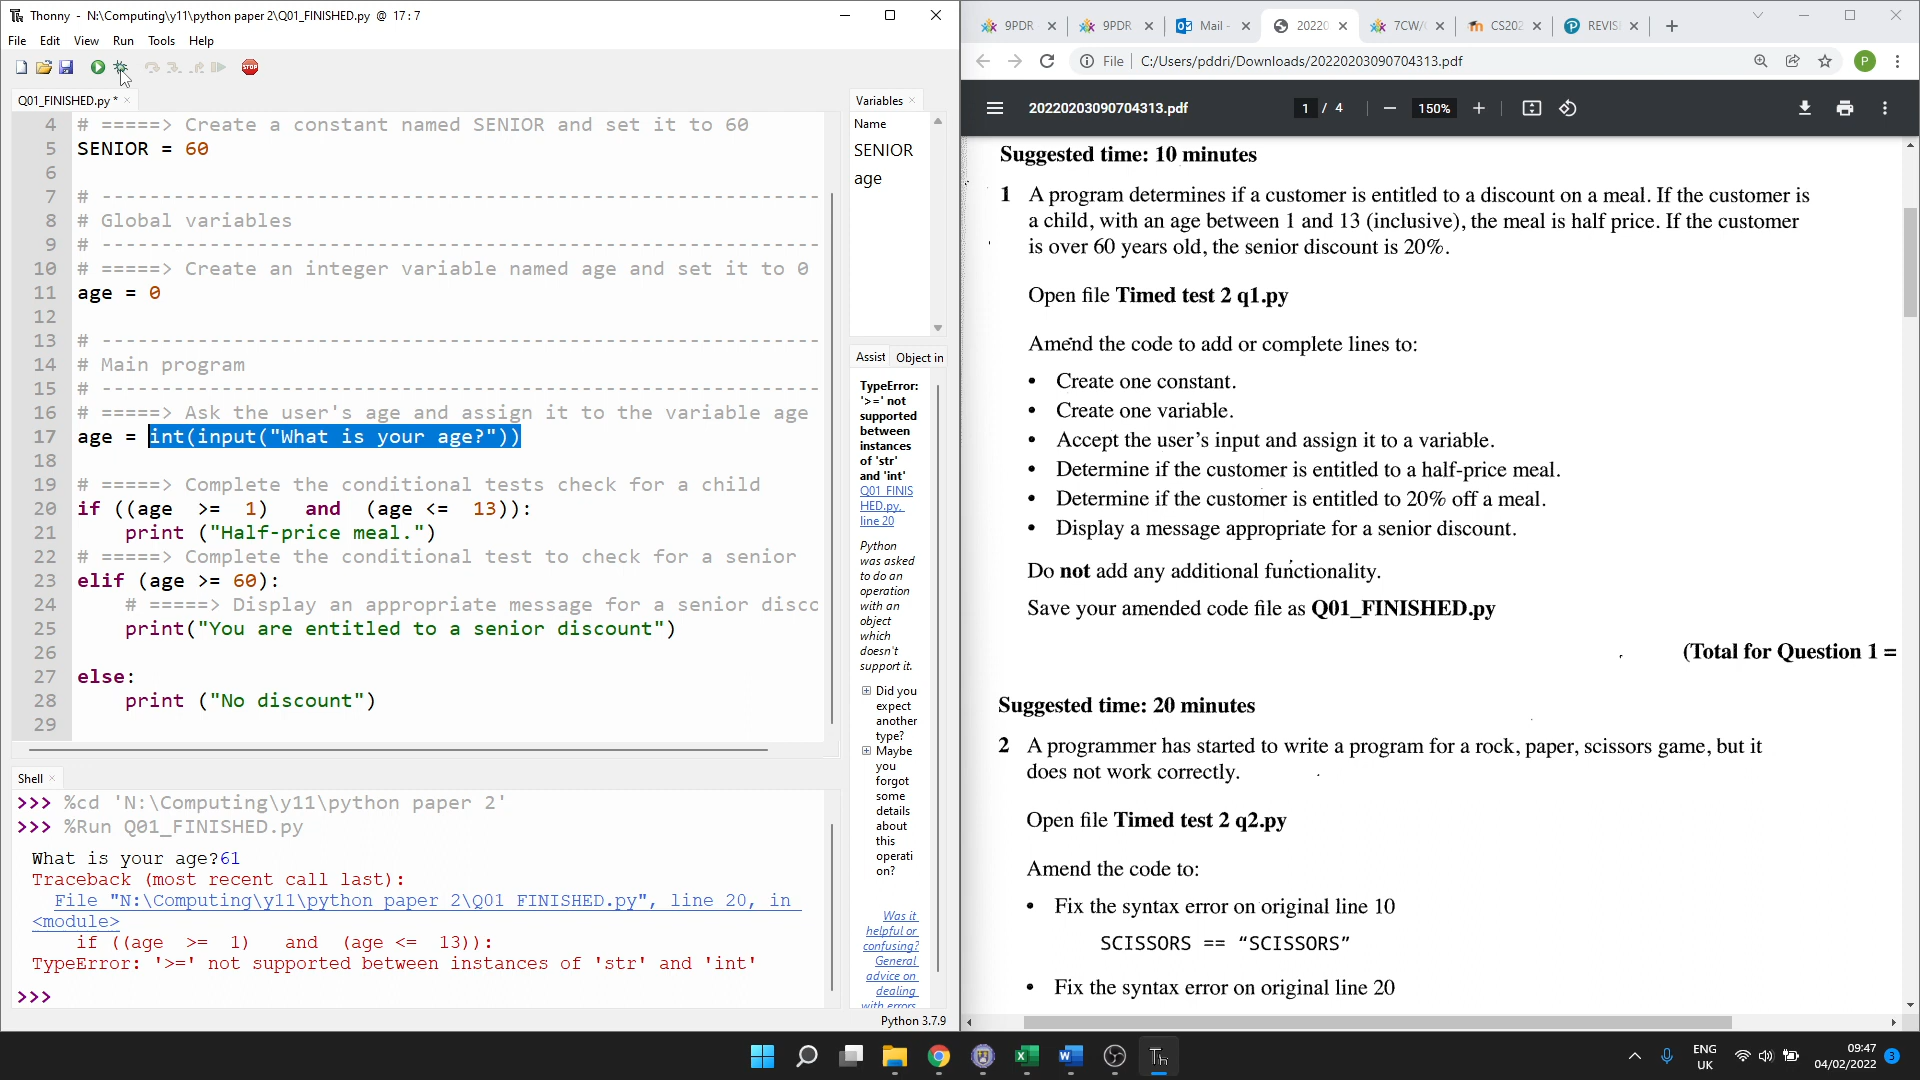 Thonny - N:\Computing\y11\python paper 2\Q01_FINISHED.py @ 17:7
File Edit View Run Tools Help
STOP
Q01_FINISHED.py *
4 # =====> Create a constant named SENIOR and set it to 60
5 SENIOR = 60
6
7 # ------------------------------------------------------------
8 # Global variables
9 # ------------------------------------------------------------
10 # =====> Create an integer variable named age and set it to 0
11 age = 0
12
13 # ------------------------------------------------------------
14 # Main program
15 # ------------------------------------------------------------
16 # =====> Ask the user's age and assign it to the variable age
17 age = int(input("What is your age?"))
18
19 # =====> Complete the conditional tests check for a child
20 if ((age  >=  1)   and  (age <=  13)):
21     print ("Half-price meal.")
22 # =====> Complete the conditional test to check for a senior
23 elif (age >= 60):
24     # =====> Display an appropriate message for a senior disco
25     print("You are entitled to a senior discount")
26
27 else:
28     print ("No discount")
29
Shell
>>> %cd 'N:\Computing\y11\python paper 2'
>>> %Run Q01_FINISHED.py
What is your age?61
Traceback (most recent call last):
File "N:\Computing\y11\python paper 2\Q01_FINISHED.py", line 20, in
<module>
if ((age  >=  1)   and  (age <=  13)):
TypeError: '>=' not supported between instances of 'str' and 'int'
>>>
Variables
Name
SENIOR
age
Assist Object in
TypeError:
'>=' not
supported
between
instances
of 'str'
and 'int'
Q01_FINIS
HED.py,
line 20
Python
was asked
to do an
operation
with an
object
which
doesn't
support it.
Did you
expect
another
type?
Maybe
you
forgot
some
details
about
this
operati
on?
Was it
helpful or
confusing?
General
advice on
dealing
with errors
Python 3.7.9
9PDR 9PDR Mail - 20220 7CW/ CS202 REVIS
File C:/Users/pddri/Downloads/20220203090704313.pdf P
20220203090704313.pdf 1 / 4 150%
Suggested time: 10 minutes
1 A program determines if a customer is entitled to a discount on a meal. If the customer is
a child, with an age between 1 and 13 (inclusive), the meal is half price. If the customer
is over 60 years old, the senior discount is 20%.
Open file Timed test 2 q1.py
Amend the code to add or complete lines to:
• Create one constant.
• Create one variable.
• Accept the user's input and assign it to a variable.
• Determine if the customer is entitled to a half-price meal.
• Determine if the customer is entitled to 20% off a meal.
• Display a message appropriate for a senior discount.
Do not add any additional functionality.
Save your amended code file as Q01_FINISHED.py
(Total for Question 1 =
Suggested time: 20 minutes
2 A programmer has started to write a program for a rock, paper, scissors game, but it
does not work correctly.
Open file Timed test 2 q2.py
Amend the code to:
• Fix the syntax error on original line 10
SCISSORS == “SCISSORS”
• Fix the syntax error on original line 20
ENG
UK
09:47
04/02/2022
3